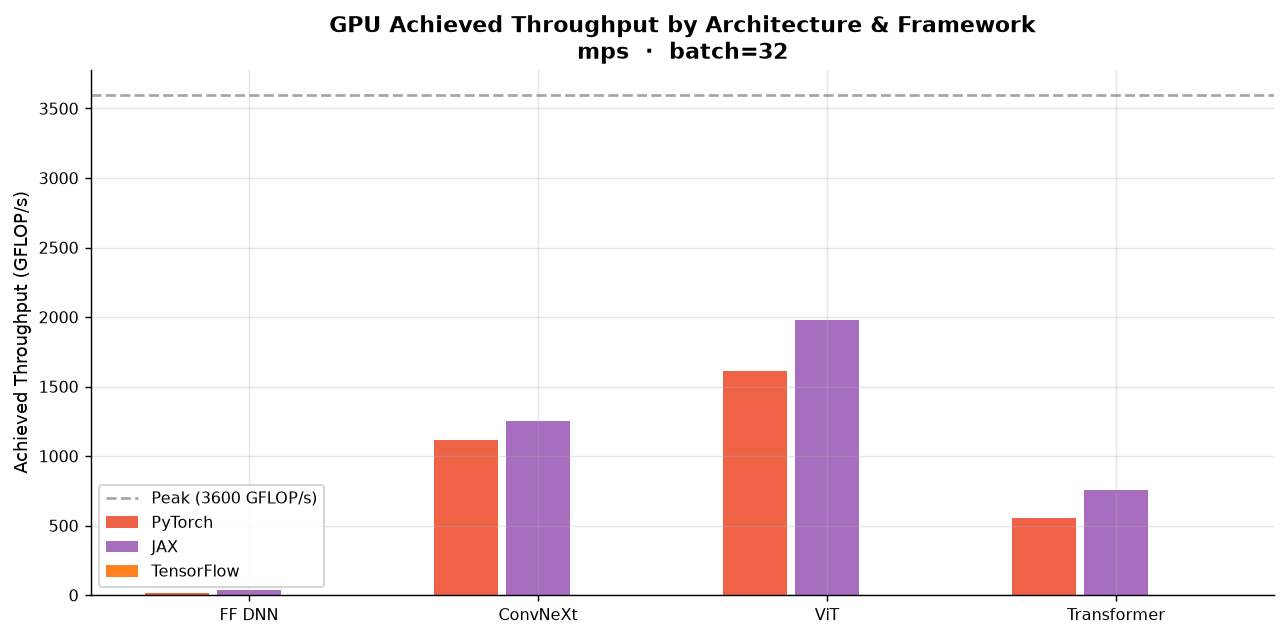 GPU Achieved Throughput by Architecture & Framework
mps · batch=32
Achieved Throughput (GFLOP/s)
3500
3000
2500
2000
1500
1000
500
0
Peak (3600 GFLOP/s)
PyTorch
JAX
TensorFlow
FF DNN
ConvNeXt
ViT
Transformer